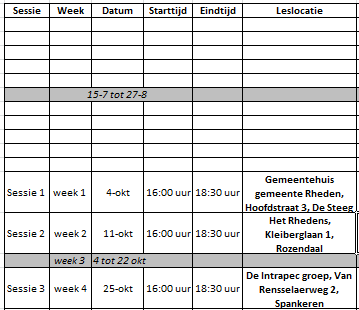 Sessie Week Datum Starttijd Eindtijd Leslocatie
15-7 tot 27-8
Sessie 1 week 1 4-okt 16:00 uur 18:30 uur Gemeentehuis
gemeente Rheden,
Hoofdstraat 3, De Steeg
Sessie 2 week 2 11-okt 16:00 uur 18:30 uur Het Rhedens,
Kleiberglaan 1,
Rozendaal
week 3 4 tot 22 okt
Sessie 3 week 4 25-okt 16:00 uur 18:30 uur De Intrapec groep, Van
Rensselaerweg 2,
Spankeren